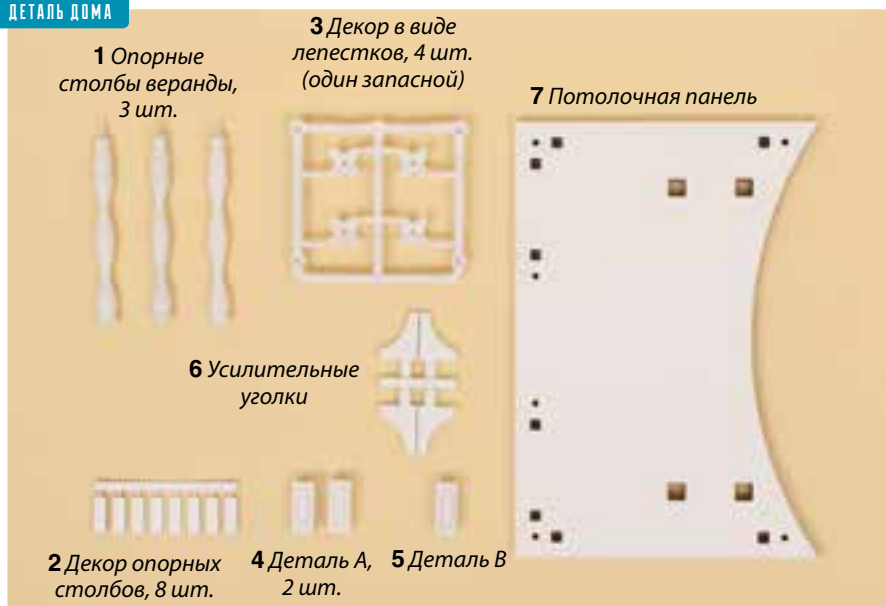 ДЕТАЛЬ ДОМА
1 Опорные
столбы веранды,
3 шт.
3 Декор в виде
лепестков, 4 шт.
(один запасной)
7 Потолочная панель
6 Усилительные
уголки
2 Декор опорных
столбов, 8 шт.
4 Деталь А,
2 шт.
5 Деталь В